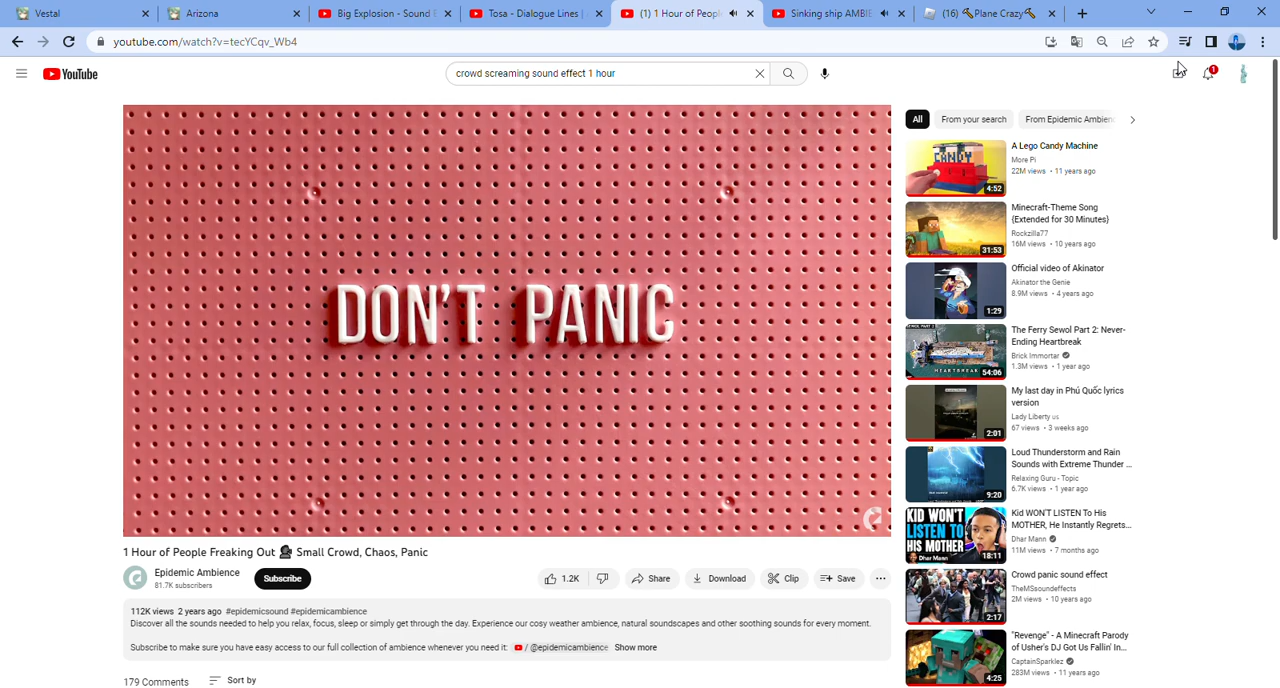 Vestal
Arizona
Big Explosion - Sound E
Tosa - Dialogue Lines |
(1) 1 Hour of Peopl
Sinking ship AMBIE
(16) 🔨Plane Crazy🔨
youtube.com/watch?v=tecYCqv_Wb4
YouTube
crowd screaming sound effect 1 hour
1
DON'T PANIC
All
From your search
From Epidemic Ambienc
A Lego Candy Machine
More Pi
22M views • 11 years ago
CANDY
4:52
Minecraft-Theme Song
{Extended for 30 Minutes}
Rockzilla77
16M views • 10 years ago
31:53
Official video of Akinator
Akinator the Genie
8.9M views • 4 years ago
1:29
The Ferry Sewol Part 2: Never-
Ending Heartbreak
Brick Immortar
1.3M views • 1 year ago
HEARTBREAK
54:06
My last day in Phú Quốc lyrics
version
Lady Liberty us
67 views • 3 weeks ago
2:01
Loud Thunderstorm and Rain
Sounds with Extreme Thunder ...
Relaxing Guru - Topic
6.7K views • 1 year ago
9:20
Kid WON'T LISTEN To His
MOTHER, He Instantly Regrets...
Dhar Mann
11M views • 7 months ago
KID WON'T
LISTEN TO
HIS MOTHER
Dhar Mann
18:11
Crowd panic sound effect
TheMSsoundeffects
2M views • 10 years ago
2:17
"Revenge" - A Minecraft Parody
of Usher's DJ Got Us Fallin' In...
CaptainSparklez
283M views • 11 years ago
4:25
1 Hour of People Freaking Out 🗣 Small Crowd, Chaos, Panic
Epidemic Ambience
81.7K subscribers
Subscribe
1.2K
Share
Download
Clip
Save
112K views 2 years ago #epidemicsound #epidemicambience
Discover all the sounds needed to help you relax, focus, sleep or simply get through the day. Experience our cosy weather ambience, natural soundscapes and other soothing sounds for every moment.
Subscribe to make sure you have easy access to our full collection of ambience whenever you need it: / @epidemicambience Show more
179 Comments
Sort by